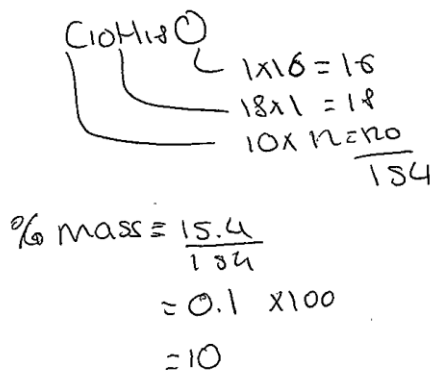 C10H18O
1x16 = 16
18x1 = 18
10x12=120
154
% mass = 15.4
154
= 0.1 x100
= 10